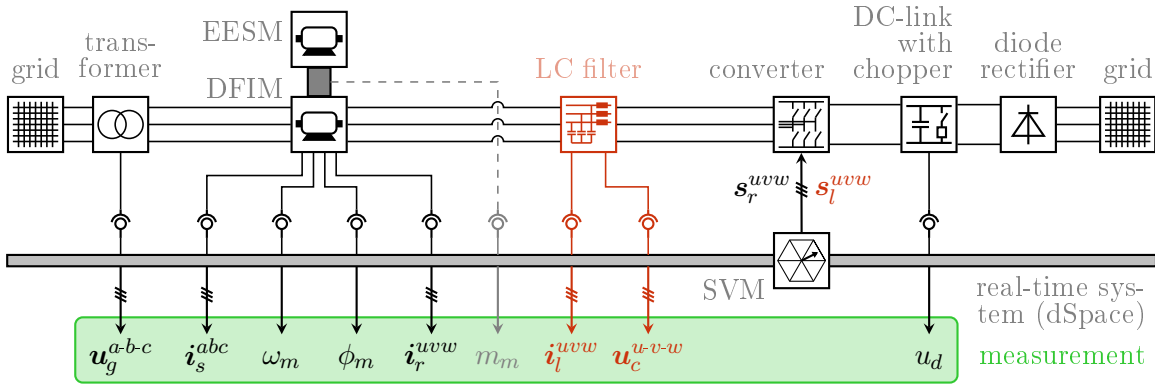 grid
trans-
former
EESM
DFIM
LC filter
converter
DC-link
with
chopper
diode
rectifier
grid
s_r^{uvw}
s_l^{uvw}
SVM
real-time sys-
tem (dSpace)
u_g^{a-b-c}
i_s^{abc}
ω_m
ϕ_m
i_r^{uvw}
m_m
i_l^{uvw}
u_c^{u-v-w}
u_d
measurement